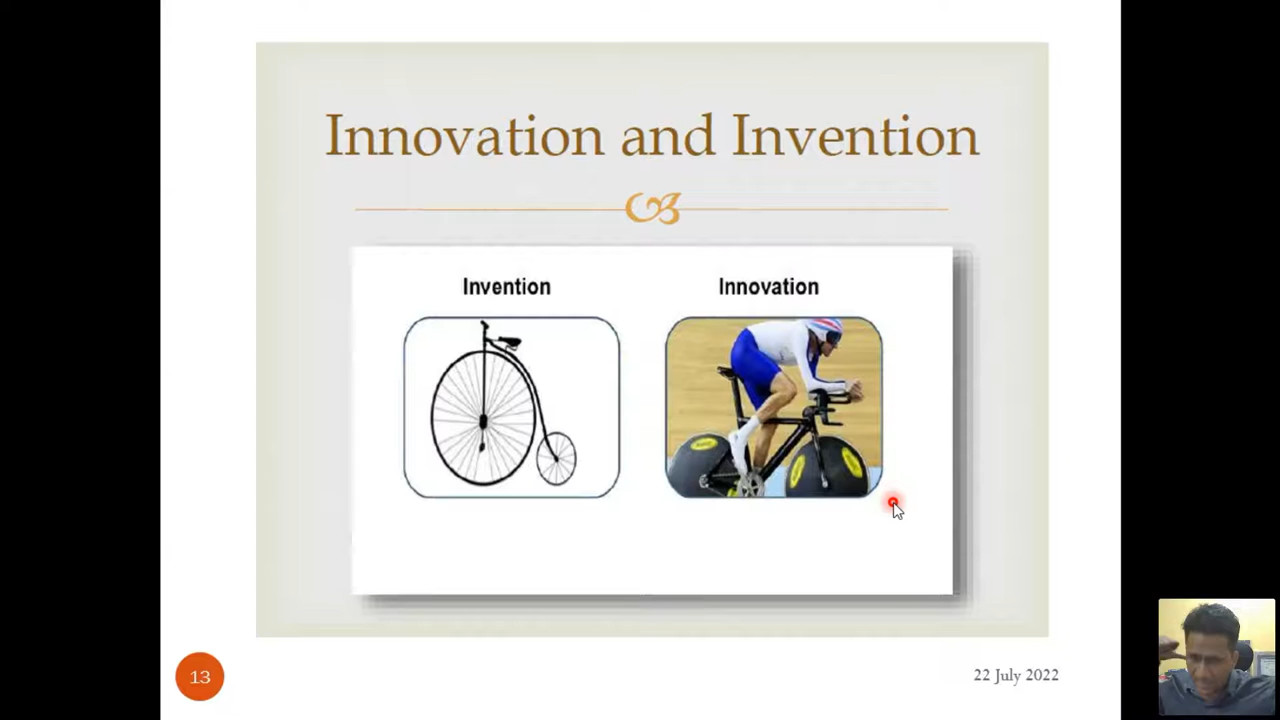 Innovation and Invention
Invention
Innovation
13
22 July 2022